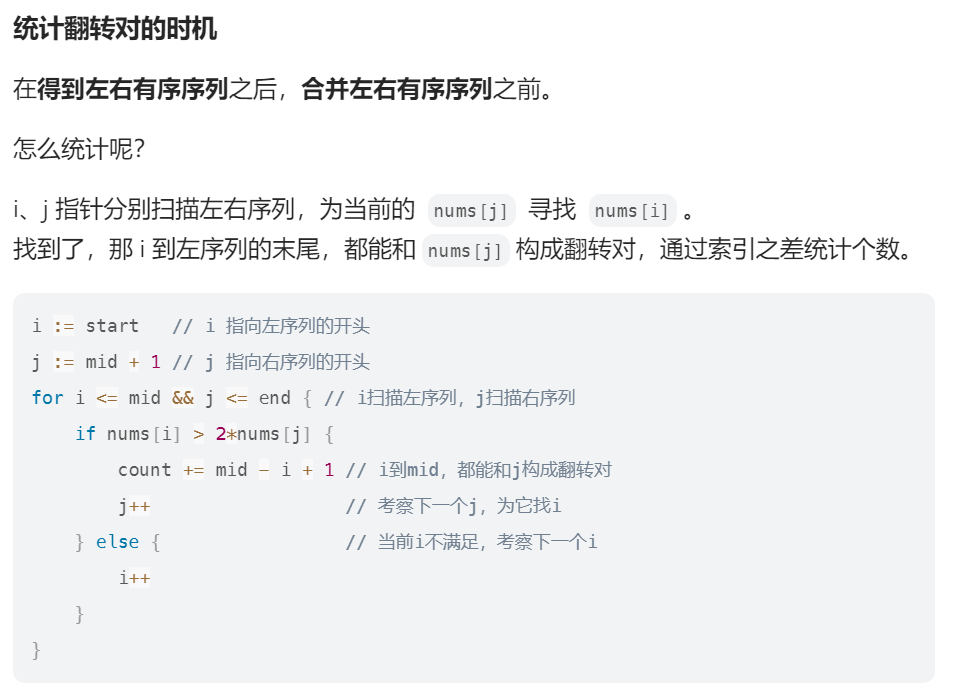 统计翻转对的时机
在得到左右有序序列之后，合并左右有序序列之前。
怎么统计呢？
i、j 指针分别扫描左右序列，为当前的 nums[j] 寻找 nums[i] 。
找到了，那 i 到左序列的末尾，都能和 nums[j] 构成翻转对，通过索引之差统计个数。
i := start   // i 指向左序列的开头
j := mid + 1 // j 指向右序列的开头
for i <= mid && j <= end { // i扫描左序列，j扫描右序列
    if nums[i] > 2*nums[j] {
        count += mid - i + 1 // i到mid，都能和j构成翻转对
        j++                  // 考察下一个j，为它找i
    } else {                 // 当前i不满足，考察下一个i
        i++
    }
}